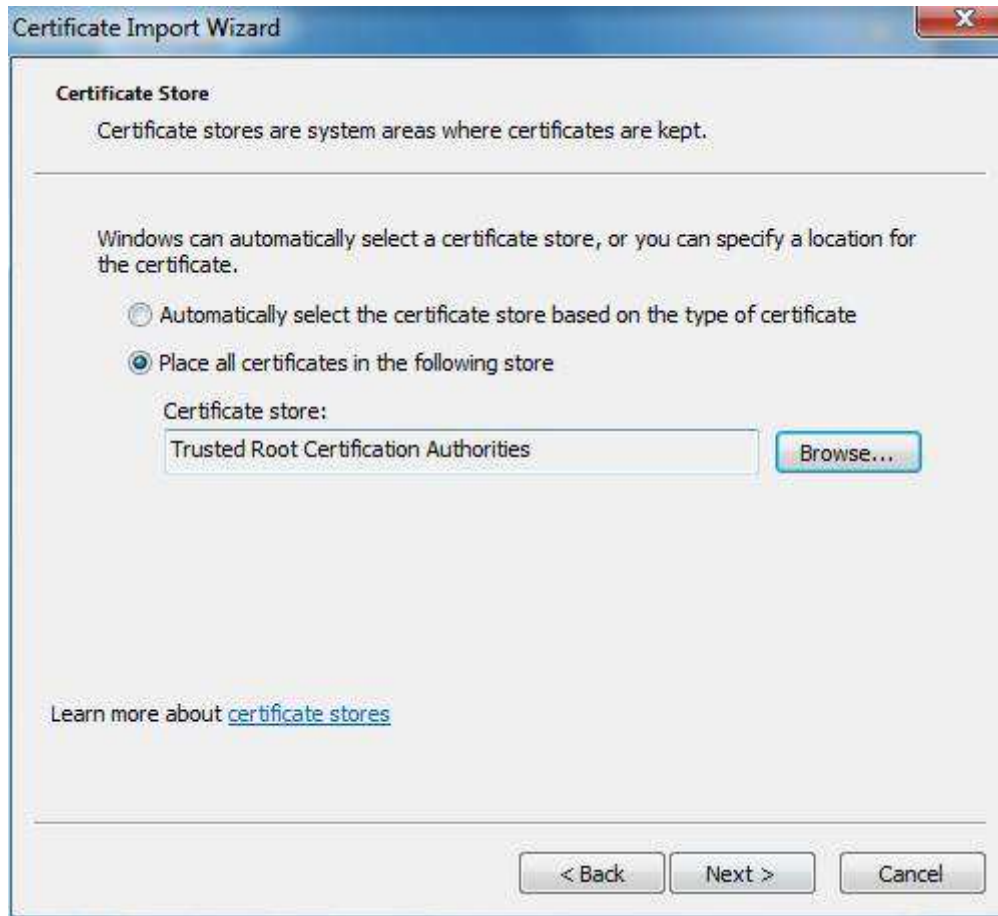 Certificate Import Wizard
Certificate Store
Certificate stores are system areas where certificates are kept.
Windows can automatically select a certificate store, or you can specify a location for
the certificate.
Automatically select the certificate store based on the type of certificate
Place all certificates in the following store
Certificate store:
Trusted Root Certification Authorities
Browse...
Learn more about certificate stores
< Back
Next >
Cancel